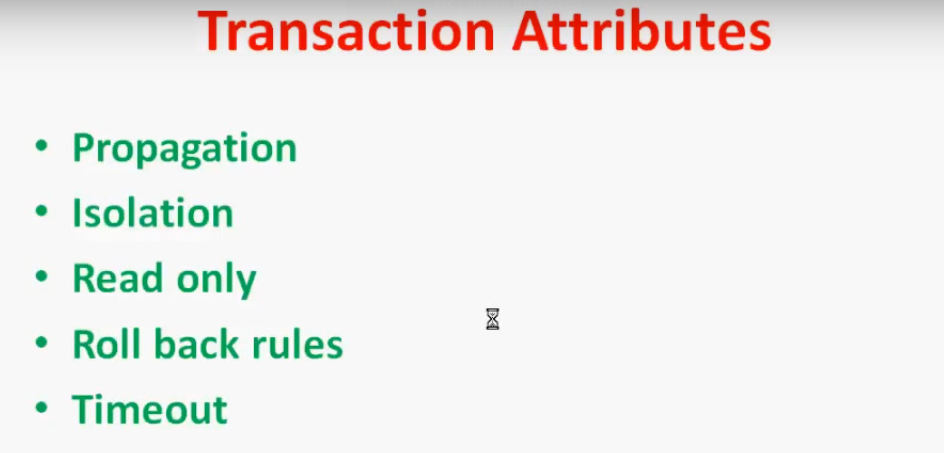 Transaction Attributes
• Propagation
• Isolation
• Read only
• Roll back rules
• Timeout